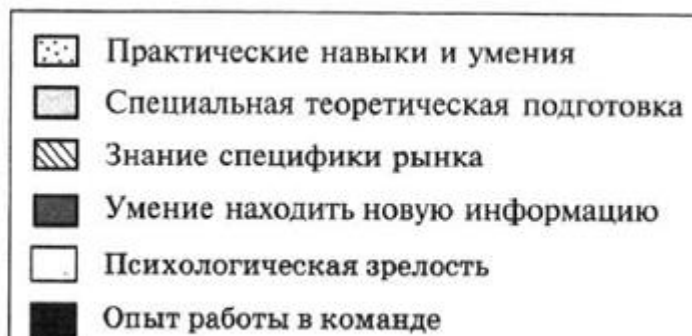 Практические навыки и умения
Специальная теоретическая подготовка
Знание специфики рынка
Умение находить новую информацию
Психологическая зрелость
Опыт работы в команде